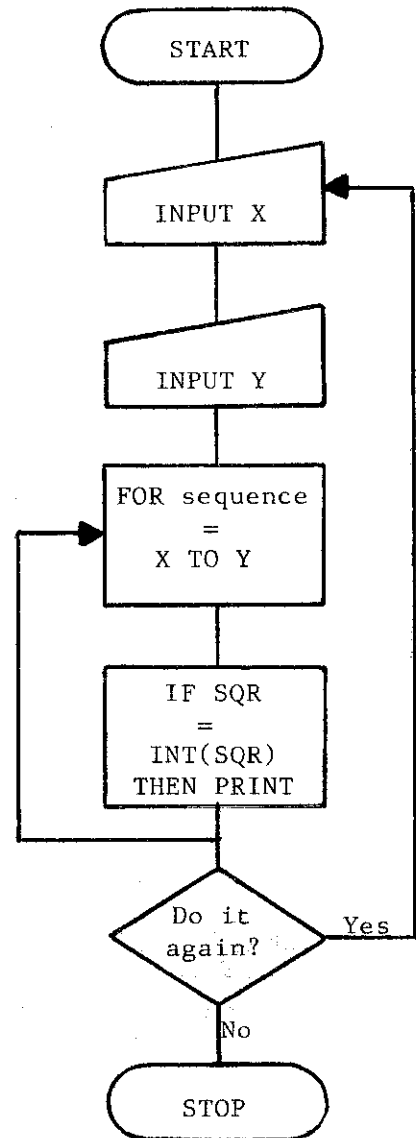 START
INPUT X
INPUT Y
FOR sequence
=
X TO Y
IF SQR
=
INT(SQR)
THEN PRINT
Do it
again?
Yes
No
STOP